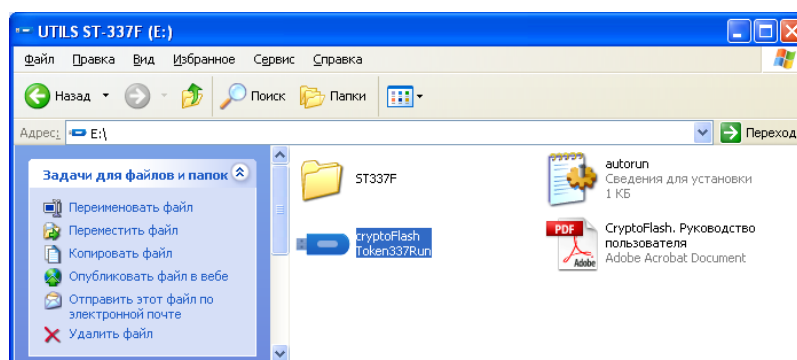 UTILS ST-337F (E:)
Файл Правка Вид Избранное Сервис Справка
Назад Поиск Папки
Адрес: E:\ Переход
Задачи для файлов и папок
Переименовать файл
Переместить файл
Копировать файл
Опубликовать файл в вебе
Отправить этот файл по
электронной почте
Удалить файл
ST337F
autorun
Сведения для установки
1 КБ
cryptoFlash
Token337Run
PDF
Adobe
CryptoFlash. Руководство
пользователя
Adobe Acrobat Document